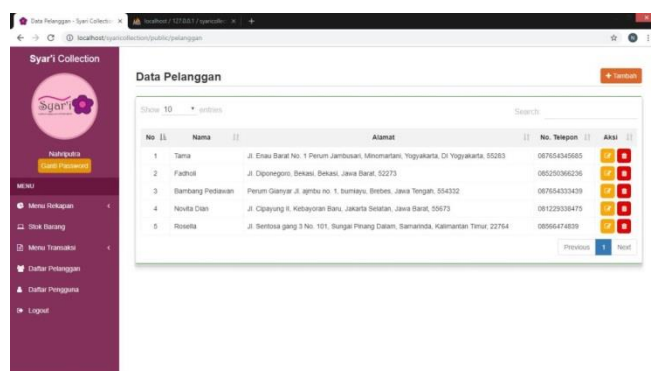 Data Pelanggan - Syari Collectio
localhost / 127.0.0.1 / syaricollec
localhost/syaricollection/public/pelanggan
Syar'i Collection
Syar'i
Nahriputra
Ganti Password
MENU
Menu Rekapan
Stok Barang
Menu Transaksi
Daftar Pelanggan
Daftar Pengguna
Logout
Data Pelanggan
+ Tambah
Show 10 entries
Search:
No Nama Alamat No. Telepon Aksi
1 Tama Jl. Enau Barat No. 1 Perum Jambusari, Minomartani, Yogyakarta, DI Yogyakarta, 55283 087654345685
2 Fadholi Jl. Diponegoro, Bekasi, Bekasi, Jawa Barat, 52273 085250366236
3 Bambang Pediawan Perum Gianyar Jl. ajmbu no. 1, bumiayu, Brebes, Jawa Tengah, 554332 087654333439
4 Novita Dian Jl. Cipayung II, Kebayoran Baru, Jakarta Selatan, Jawa Barat, 55673 081229338475
5 Rosella Jl. Sentosa gang 3 No. 101, Sungai Pinang Dalam, Samarinda, Kalimantan Timur, 22764 08566474839
Previous 1 Next